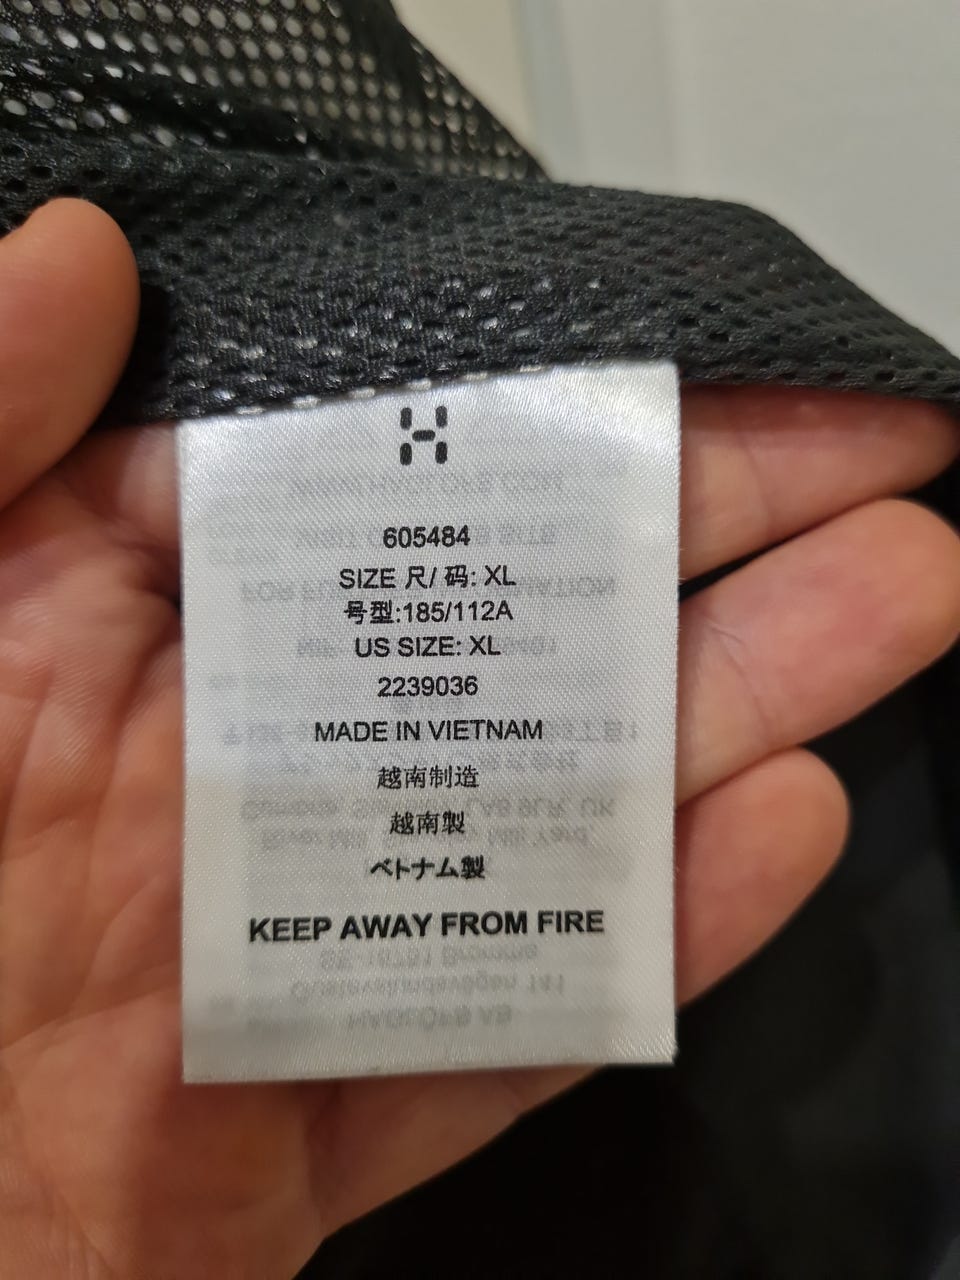 605484
SIZE 尺/ 码: XL
号型:185/112A
US SIZE: XL
2239036
MADE IN VIETNAM
越南制造
越南製
ベトナム製
KEEP AWAY FROM FIRE